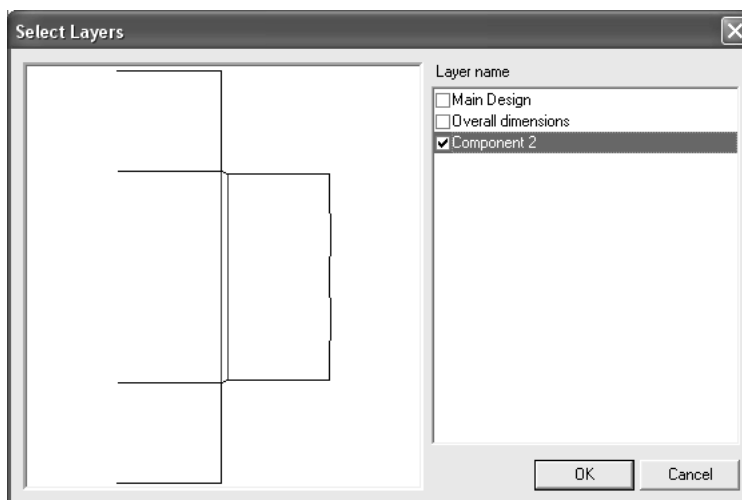 Select Layers
Layer name
Main Design
Overall dimensions
Component 2
OK
Cancel